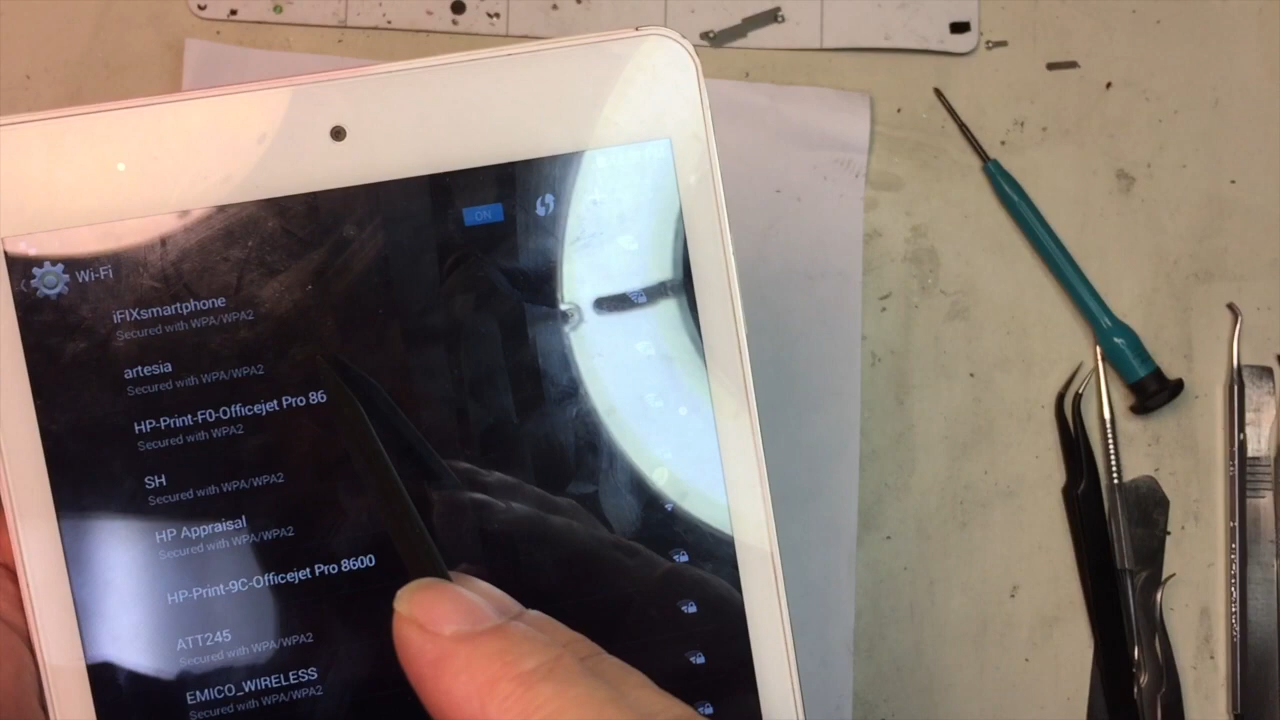 ON
Wi-Fi
iFIXsmartphone
Secured with WPA/WPA2
artesia
Secured with WPA/WPA2
HP-Print-F0-Officejet Pro 86
Secured with WPA2
SH
Secured with WPA/WPA2
HP Appraisal
Secured with WPA/WPA2
HP-Print-9C-Officejet Pro 8600
ATT245
Secured with WPA/WPA2
EMICO_WIRELESS
Secured with WPA/WPA2